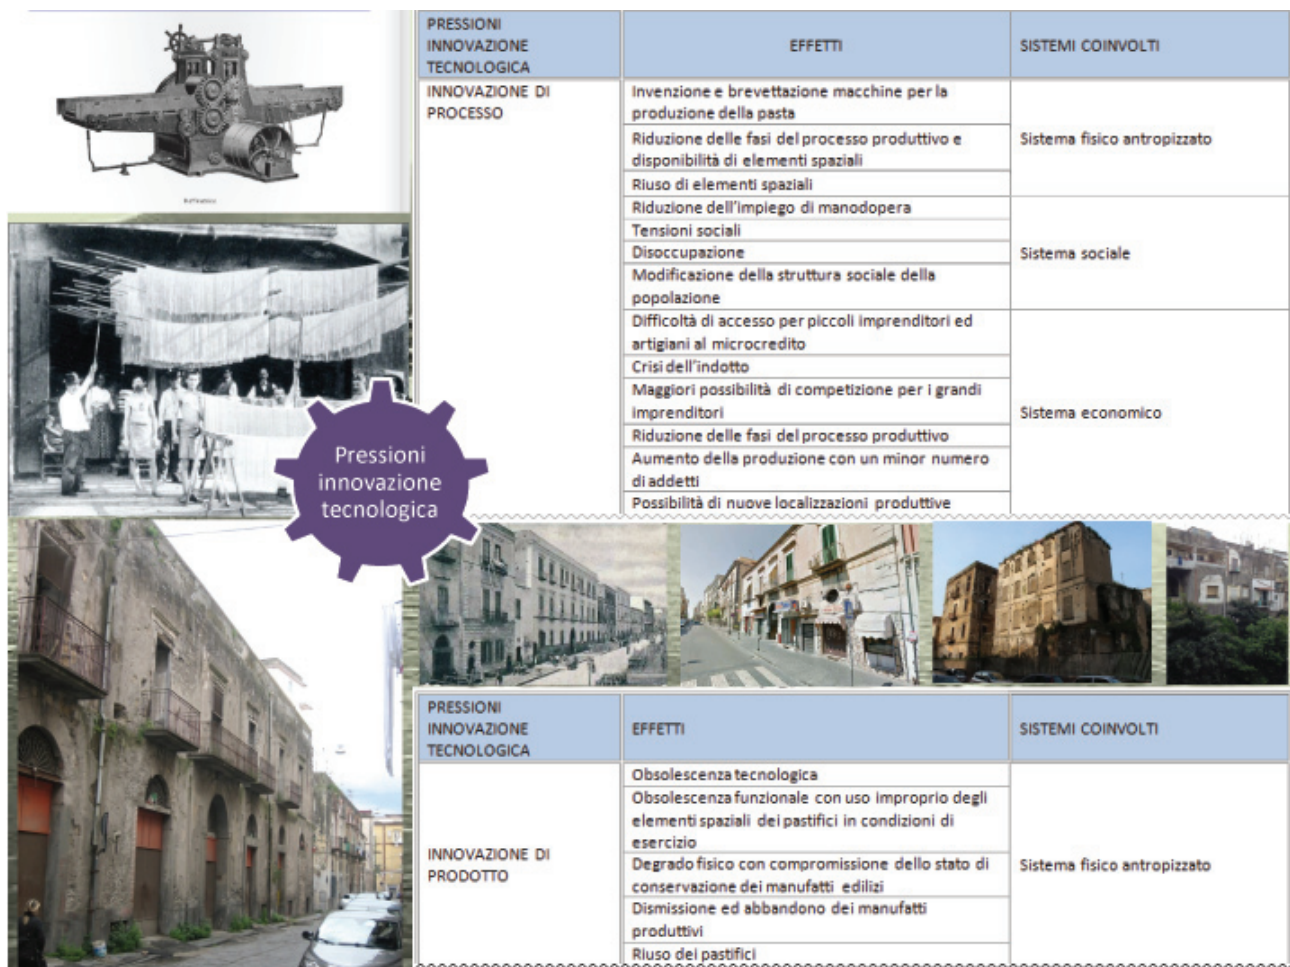 PRESSIONI
INNOVAZIONE
TECNOLOGICA
EFFETTI
SISTEMI COINVOLTI
INNOVAZIONE DI
PROCESSO
Invenzione e brevettazione macchine per la
produzione della pasta
Riduzione delle fasi del processo produttivo e
disponibilità di elementi spaziali
Riuso di elementi spaziali
Sistema fisico antropizzato
Riduzione dell'impiego di manodopera
Tensioni sociali
Disoccupazione
Modificazione della struttura sociale della
popolazione
Sistema sociale
Difficoltà di accesso per piccoli imprenditori ed
artigiani al microcredito
Crisi dell'indotto
Maggiori possibilità di competizione per i grandi
imprenditori
Riduzione delle fasi del processo produttivo
Aumento della produzione con un minor numero
di addetti
Possibilità di nuove localizzazioni produttive
Sistema economico
Pressioni
innovazione
tecnologica
PRESSIONI
INNOVAZIONE
TECNOLOGICA
EFFETTI
SISTEMI COINVOLTI
INNOVAZIONE DI
PRODOTTO
Obsolescenza tecnologica
Obsolescenza funzionale con uso improprio degli
elementi spaziali dei pastifici in condizioni di
esercizio
Degrado fisico con compromissione dello stato di
conservazione dei manufatti edilizi
Dismissione ed abbandono dei manufatti
produttivi
Riuso dei pastifici
Sistema fisico antropizzato